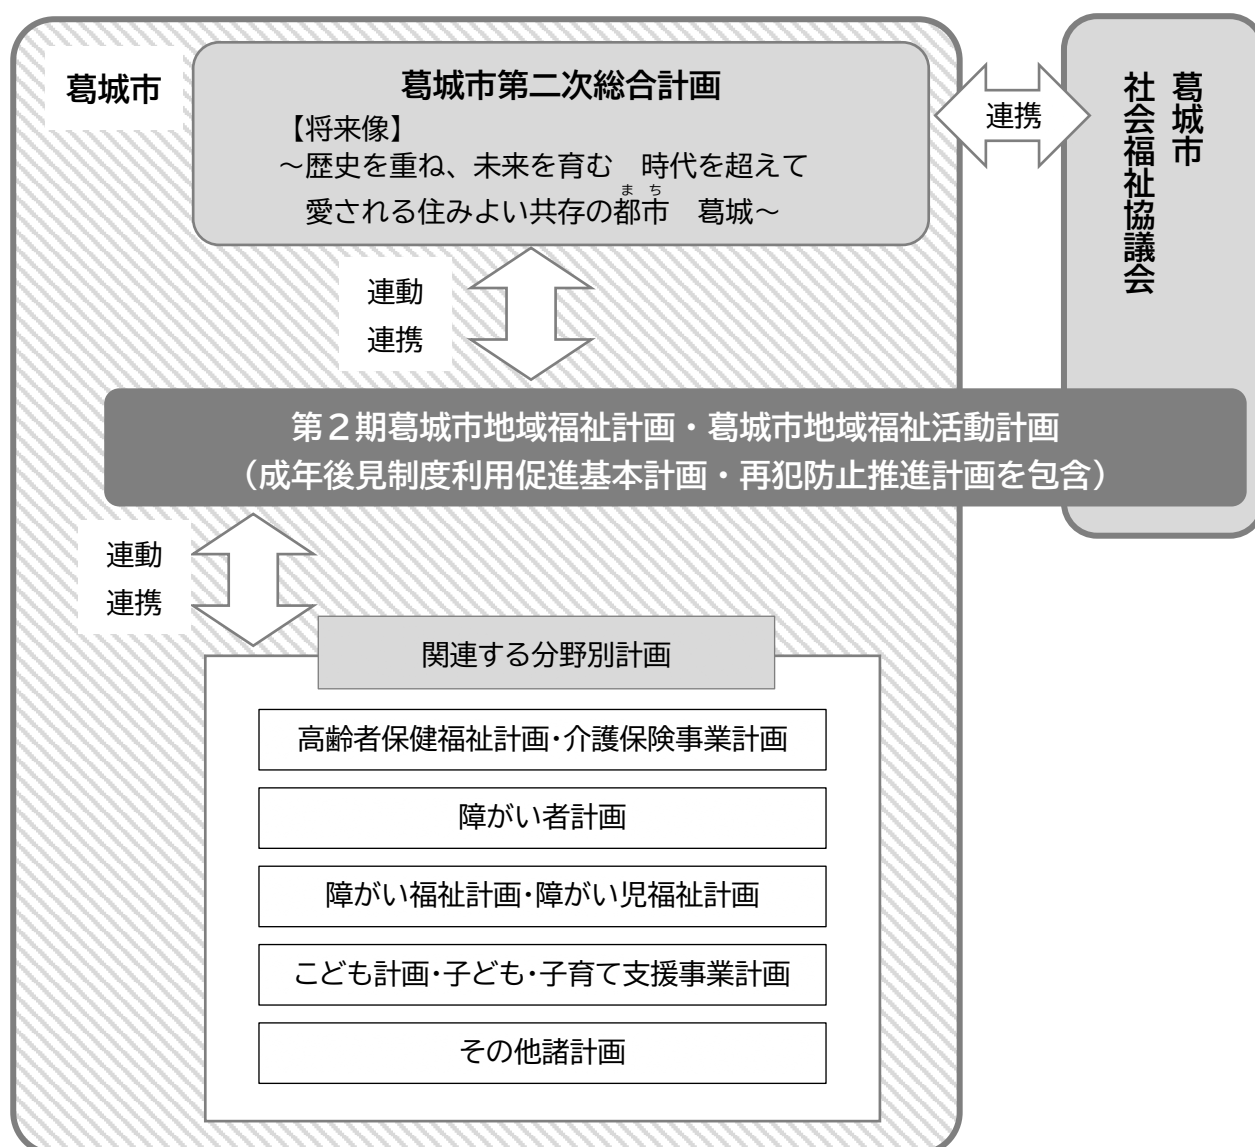 葛城市
葛城市第二次総合計画
【将来像】
～歴史を重ね、未来を育む　時代を超えて
愛される住みよい共存の都市　葛城～
まち
連携
葛城市
社会福祉協議会
連動
連携
第２期葛城市地域福祉計画・葛城市地域福祉活動計画
（成年後見制度利用促進基本計画・再犯防止推進計画を包含）
連動
連携
関連する分野別計画
高齢者保健福祉計画・介護保険事業計画
障がい者計画
障がい福祉計画・障がい児福祉計画
こども計画・子ども・子育て支援事業計画
その他諸計画